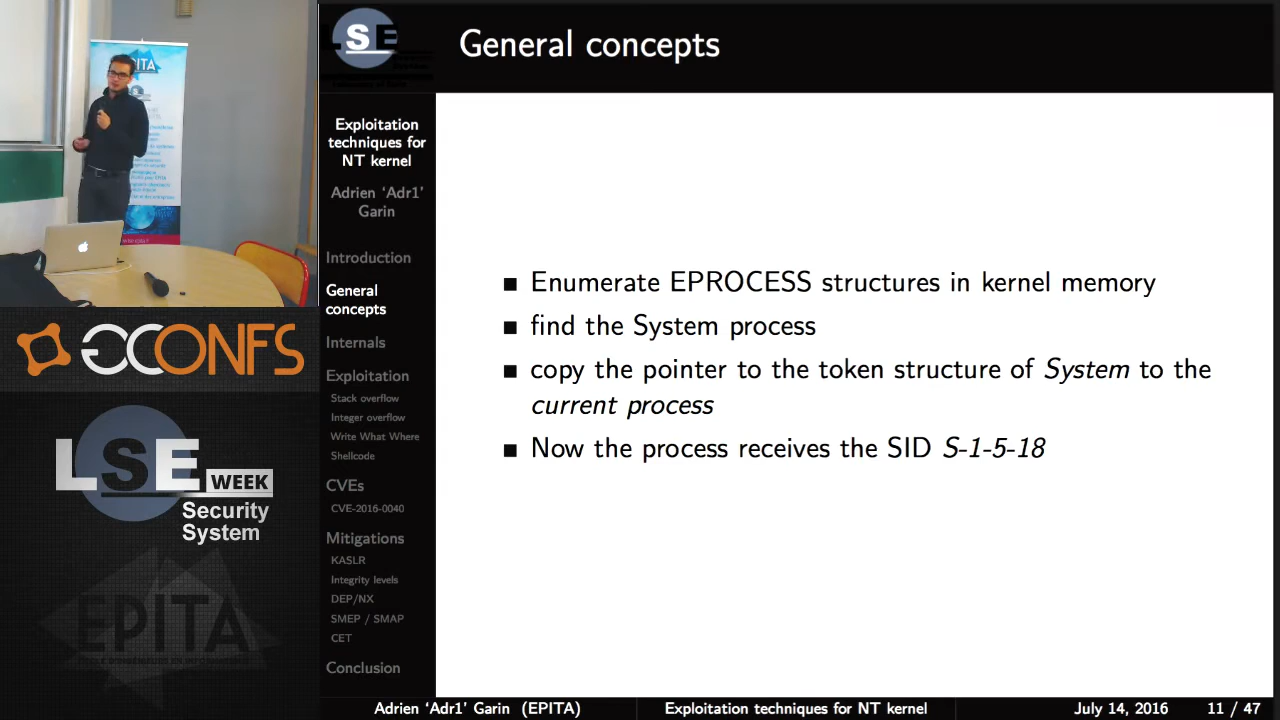 General concepts
LSE
Exploitation
techniques for
NT kernel
Adrien ‘Adr1’
Garin
Introduction
General
concepts
Internals
Exploitation
Stack overflow
Integer overflow
Write What Where
Shellcode
CVEs
CVE-2016-0040
Mitigations
KASLR
Integrity levels
DEP/NX
SMEP / SMAP
CET
Conclusion
■ Enumerate EPROCESS structures in kernel memory
■ find the System process
■ copy the pointer to the token structure of System to the
current process
■ Now the process receives the SID S-1-5-18
Adrien ‘Adr1’ Garin (EPITA)
Exploitation techniques for NT kernel
July 14, 2016
11 / 47
GCONFS
LSE WEEK
Security
System
EPITA